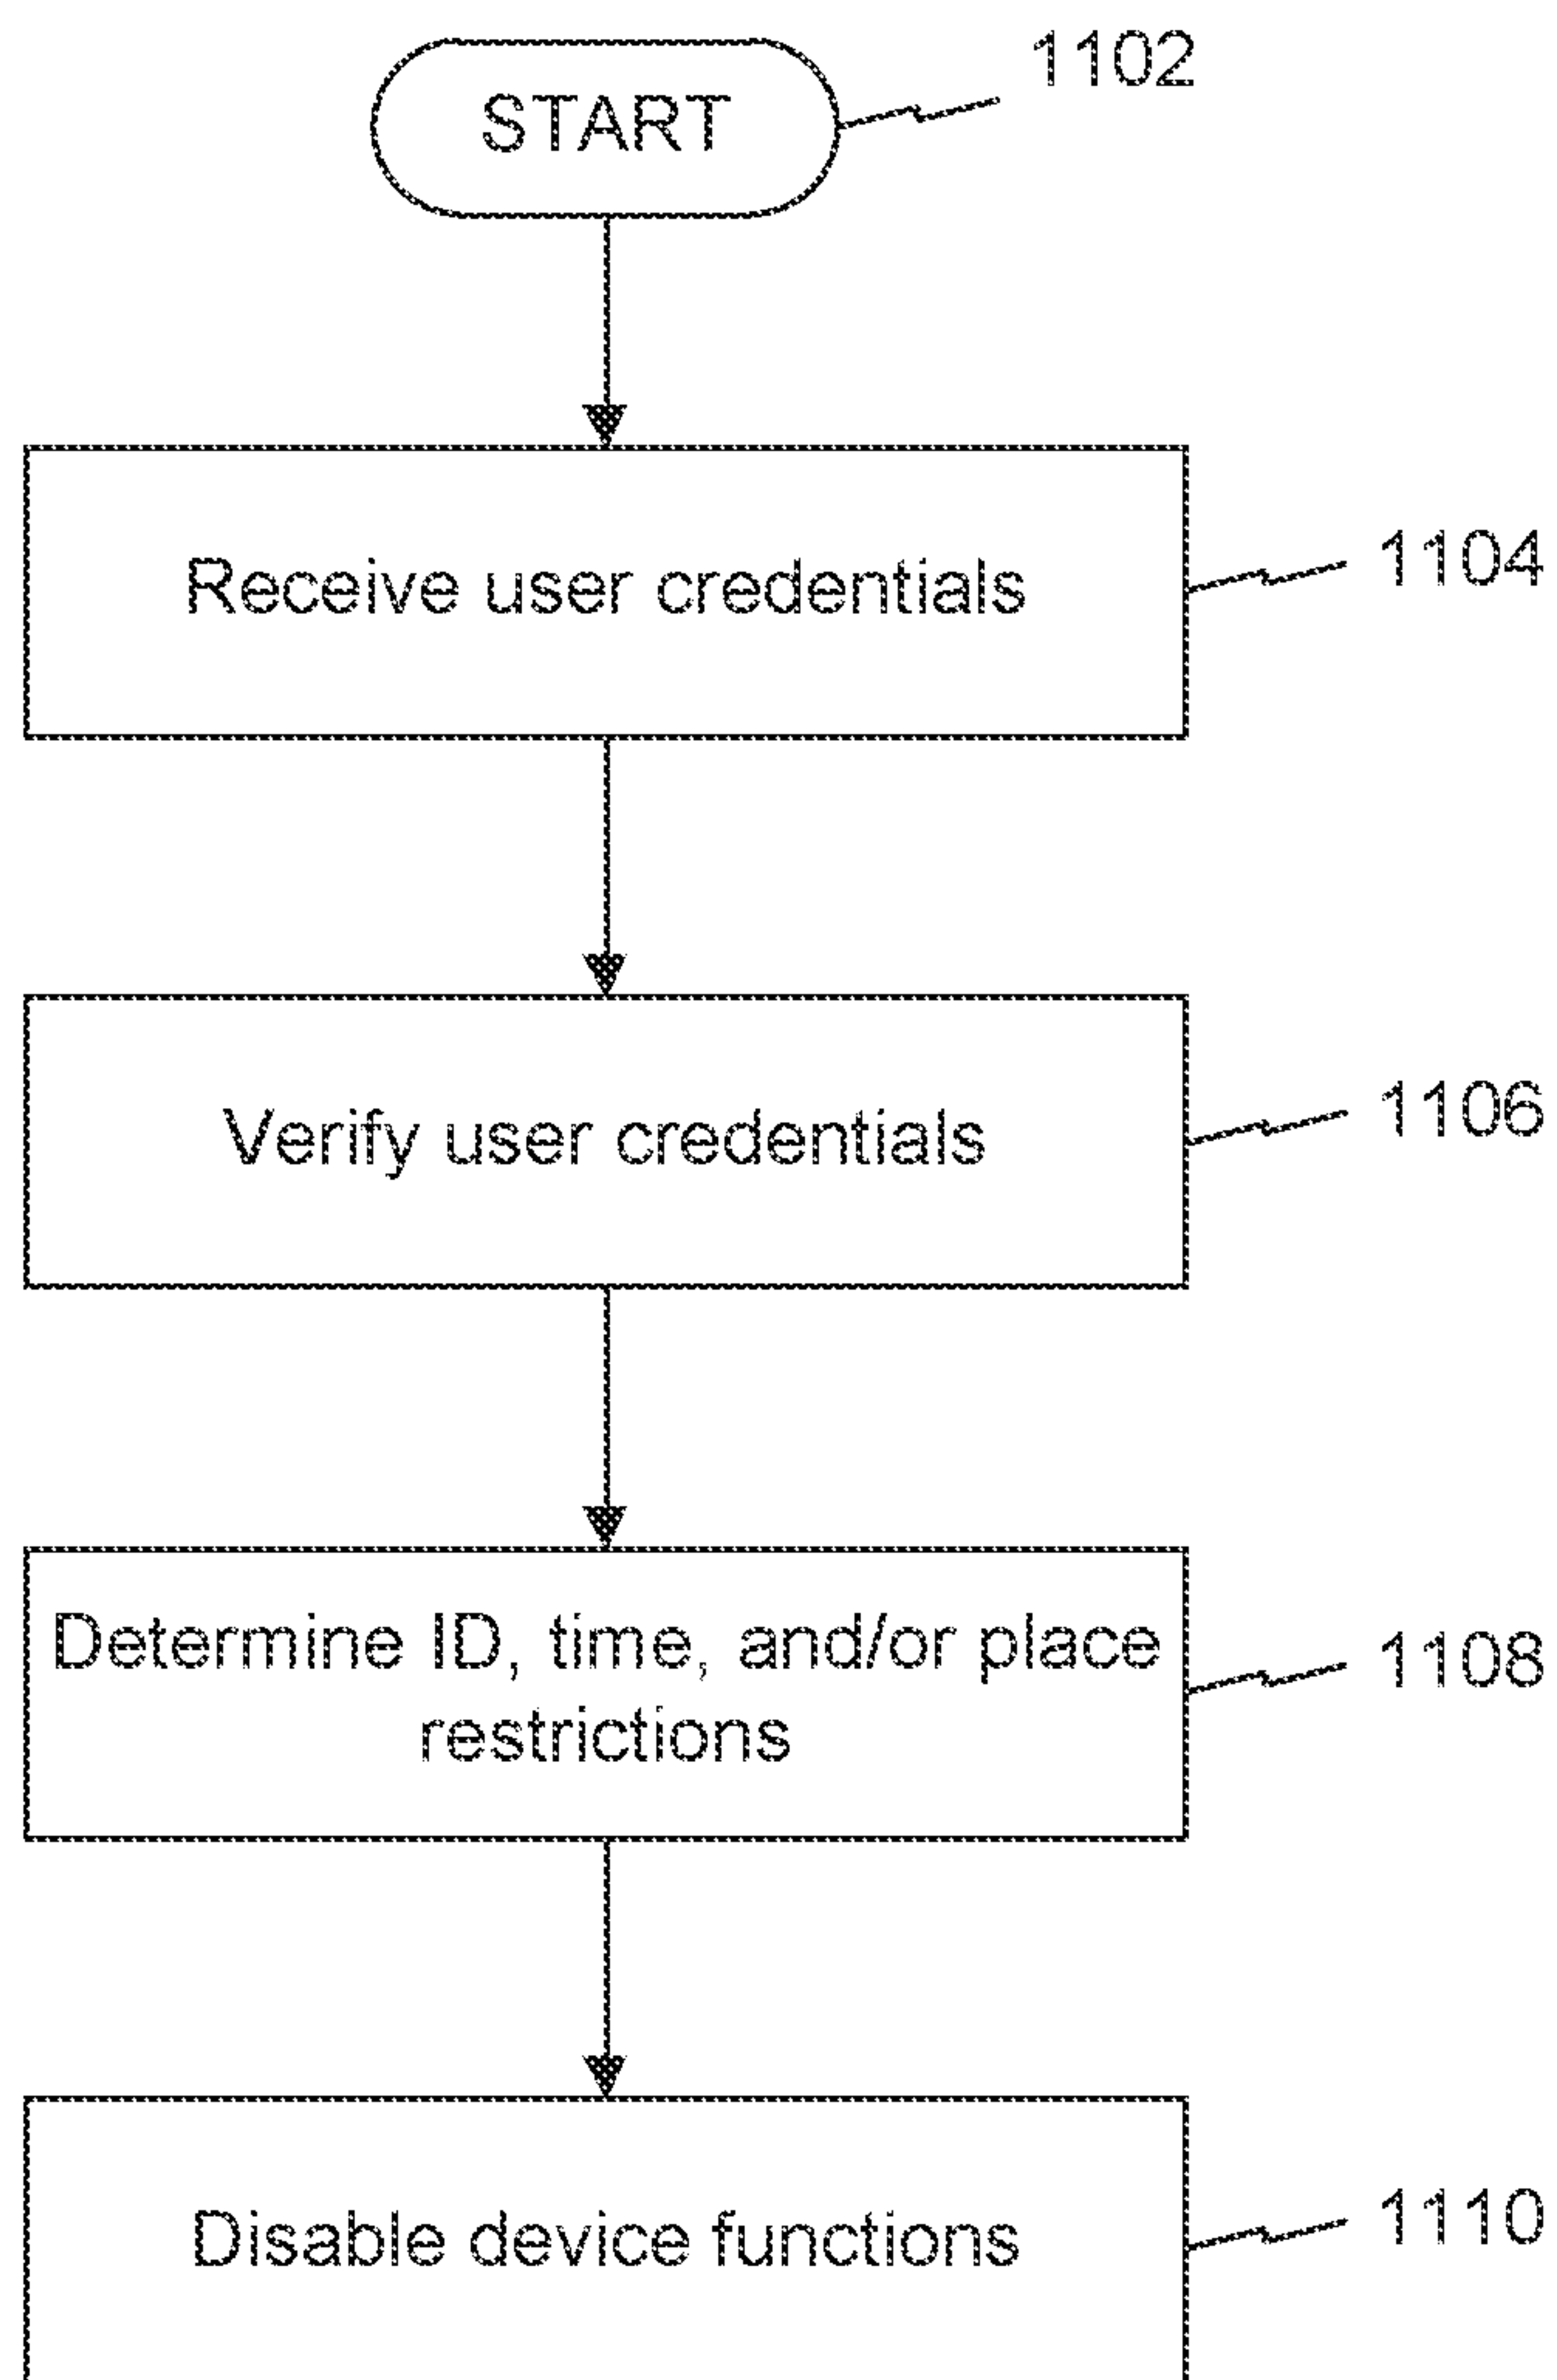 START
1102
Receive user credentials
1104
Verify user credentials
1106
Determine ID, time, and/or place
restrictions
1108
Disable device functions
1110